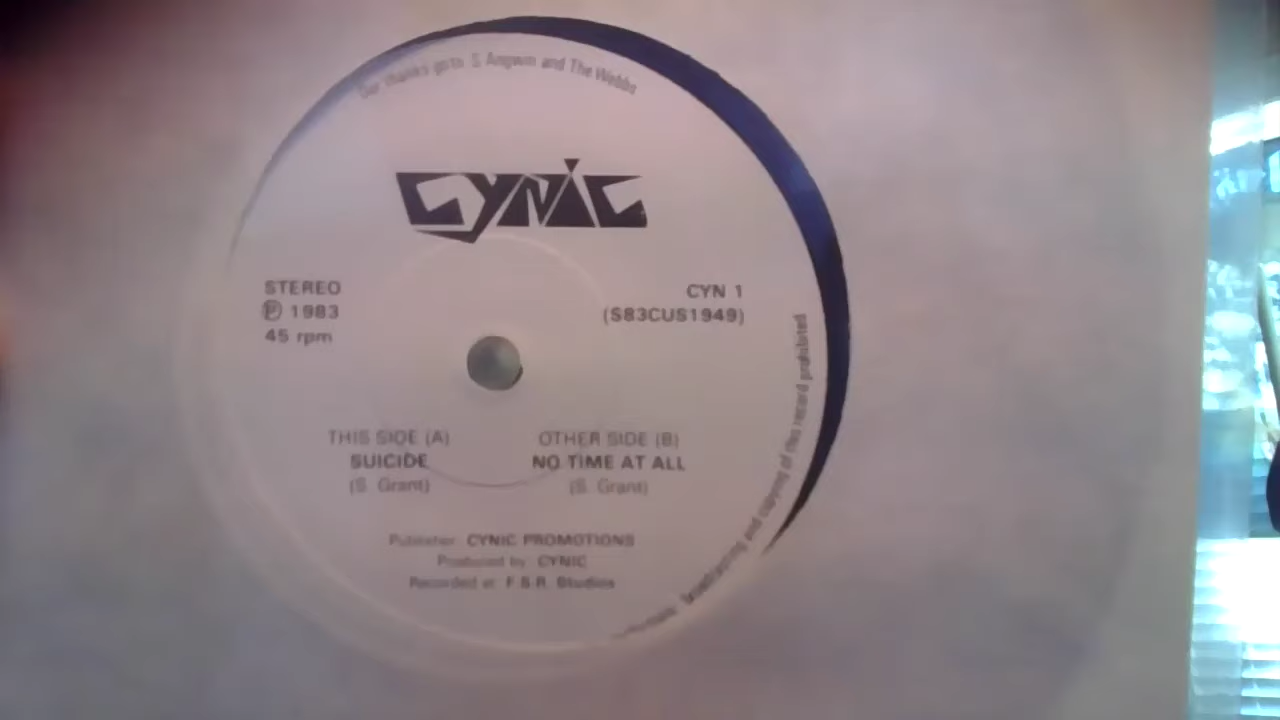 Our thanks go to S Angwin and The Webbs
CYNIC
STEREO
Ⓟ 1983
45 rpm
CYN 1
(S83CUS1949)
THIS SIDE (A)
SUICIDE
(S. Grant)
OTHER SIDE (B)
NO TIME AT ALL
(S. Grant)
Publisher: CYNIC PROMOTIONS
Produced by: CYNIC
Recorded at F.S.R. Studios
broadcasting and copying of this record prohibited